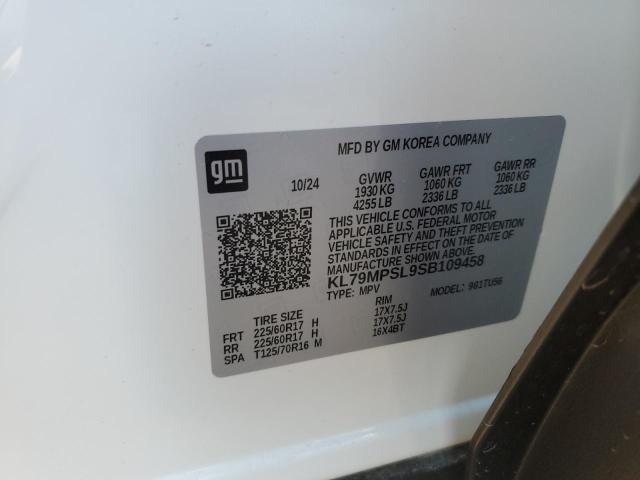 gm
MFD BY GM KOREA COMPANY
10/24 GVWR GAWR FRT GAWR RR
1930 KG 1060 KG 1060 KG
4255 LB 2336 LB 2336 LB
THIS VEHICLE CONFORMS TO ALL
APPLICABLE U.S. FEDERAL MOTOR
VEHICLE SAFETY AND THEFT PREVENTION
STANDARDS IN EFFECT ON THE DATE OF
MANUFACTURE SHOWN ABOVE.
KL79MPSL9SB109458
TYPE: MPV MODEL: 9B1TU56
TIRE SIZE RIM
FRT 225/60R17 H 17X7.5J
RR 225/60R17 H 17X7.5J
SPA T125/70R16 M 16X4BT